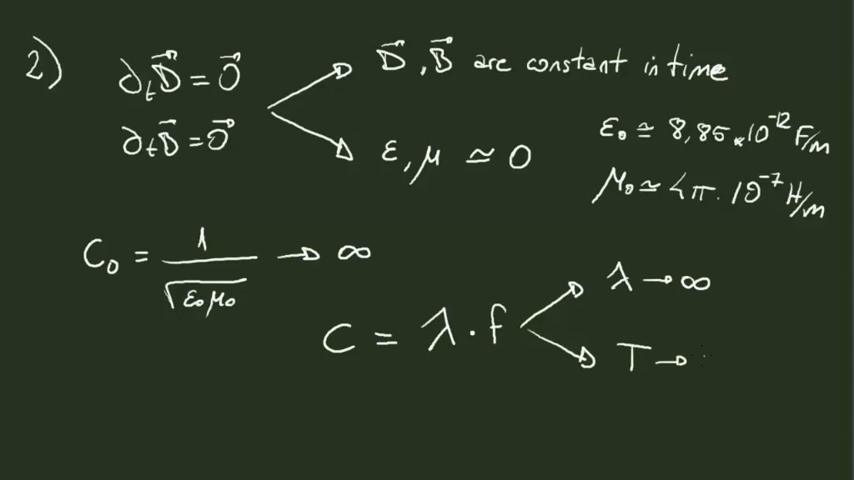 2)
∂ₜD⃗ = 0⃗
∂ₜB⃗ = 0⃗
D⃗, B⃗ are constant in time
ε, μ ≃ 0
ε₀ ≃ 8,85 × 10⁻¹² F/m
μ₀ ≃ 4π · 10⁻⁷ H/m
C₀ = 1/√(ε₀μ₀) → ∞
C = λ · f
λ → ∞
T →